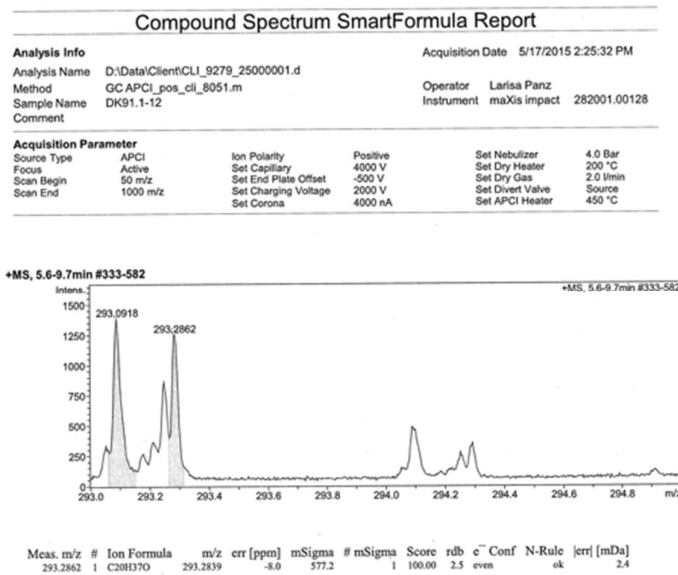 Compound Spectrum SmartFormula Report
Analysis Info
Acquisition Date 5/17/2015 2:25:32 PM
Analysis Name D:\Data\Client\CLI_9279_25000001.d
Method GC APCI_pos_cli_8051.m
Operator Larisa Panz
Sample Name DK91.1-12
Instrument maXis impact 282001.00128
Comment
Acquisition Parameter
Source Type APCI Ion Polarity Positive Set Nebulizer 4.0 Bar
Focus Active Set Capillary 4000 V Set Dry Heater 200 °C
Scan Begin 50 m/z Set End Plate Offset -500 V Set Dry Gas 2.0 l/min
Scan End 1000 m/z Set Charging Voltage 2000 V Set Divert Valve Source
Set Corona 4000 nA Set APCI Heater 450 °C
+MS, 5.6-9.7min #333-582
Intens.
+MS, 5.6-9.7min #333-582
1500
293.0918
293.2862
1250
1000
750
500
250
0
293.0 293.2 293.4 293.6 293.8 294.0 294.2 294.4 294.6 294.8 m/z
Meas. m/z # Ion Formula m/z err [ppm] mSigma # mSigma Score rdb e⁻ Conf N-Rule |err| [mDa]
293.2862 1 C20H37O 293.2839 -8.0 577.2 1 100.00 2.5 even ok 2.4